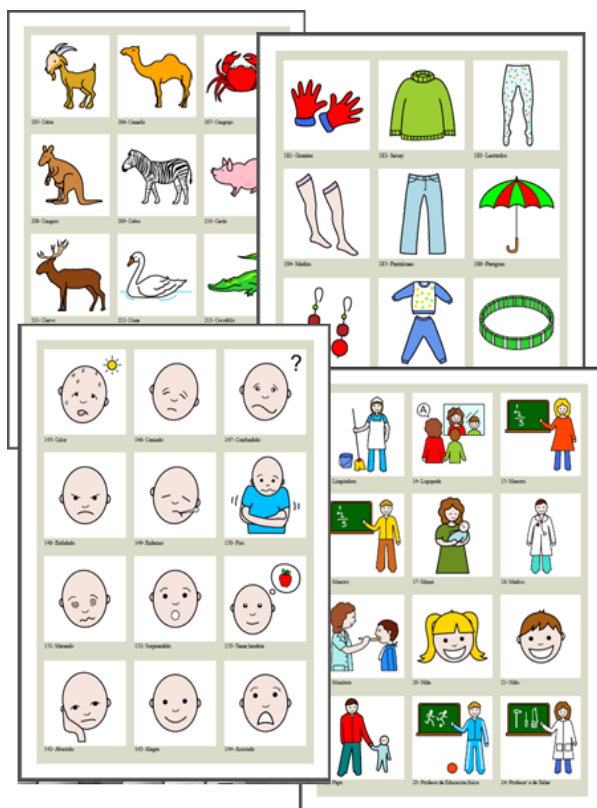 205- Cabra
206- Camello
207- Cangrejo
208- Canguro
209- Cebra
210- Cerdo
211- Ciervo
212- Cisne
213- Cocodrilo
181- Guantes
182- Jersey
183- Leotardos
184- Medias
185- Pantalones
186- Paraguas
?
145- Calor
146- Cansado
147- Confundido
148- Enfadado
149- Enfermo
150- Frío
151- Mareado
152- Sorprendido
153- Tener hambre
142- Aburrido
143- Alegre
144- Asustado
A
Limpiadora
14- Logopeda
15- Maestra
Maestro
17- Mamá
18- Médico
Monitora
20- Niña
21- Niño
Papá
23- Profesor de Educación física
de Taller